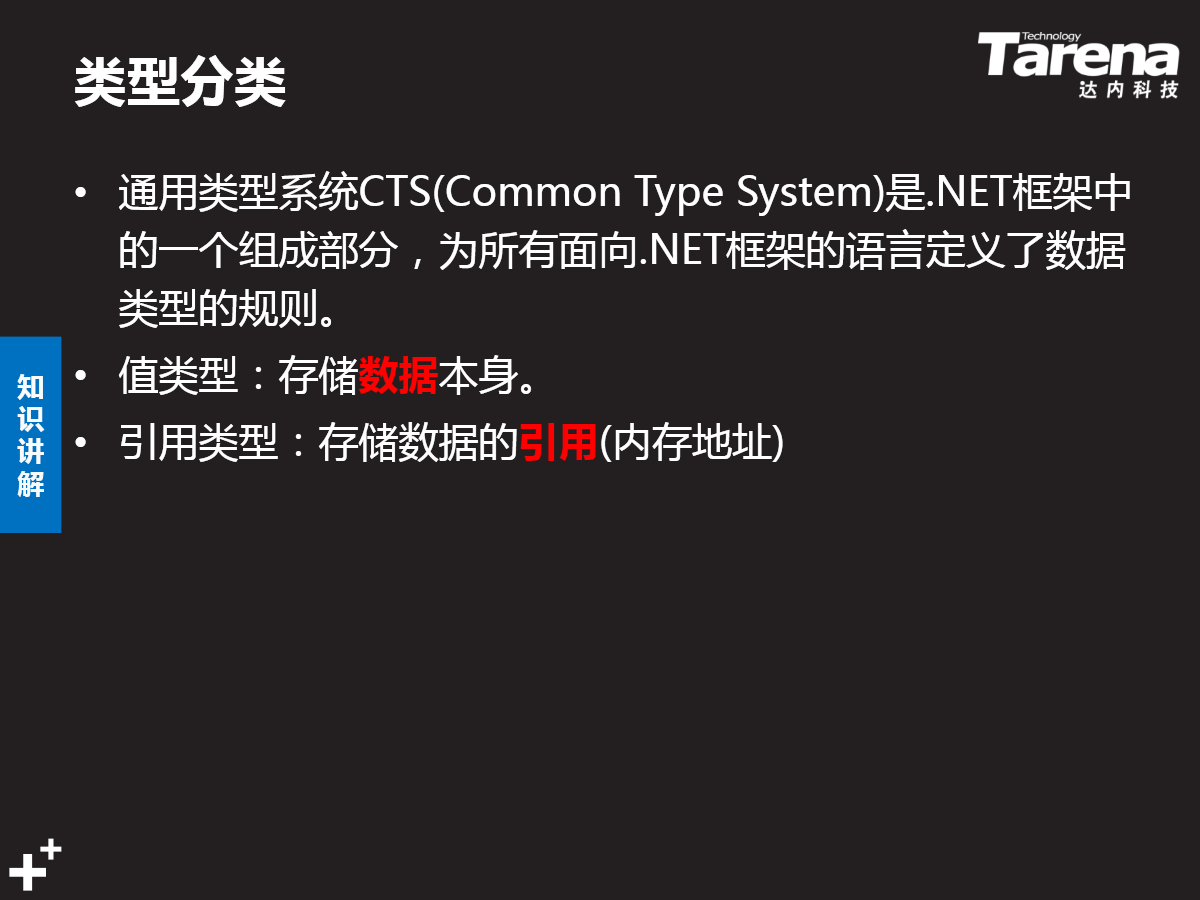 类型分类
Technology
Tarena
达内科技
• 通用类型系统CTS(Common Type System)是.NET框架中
的一个组成部分，为所有面向.NET框架的语言定义了数据
类型的规则。
• 值类型：存储数据本身。
• 引用类型：存储数据的引用(内存地址)
知
识
讲
解